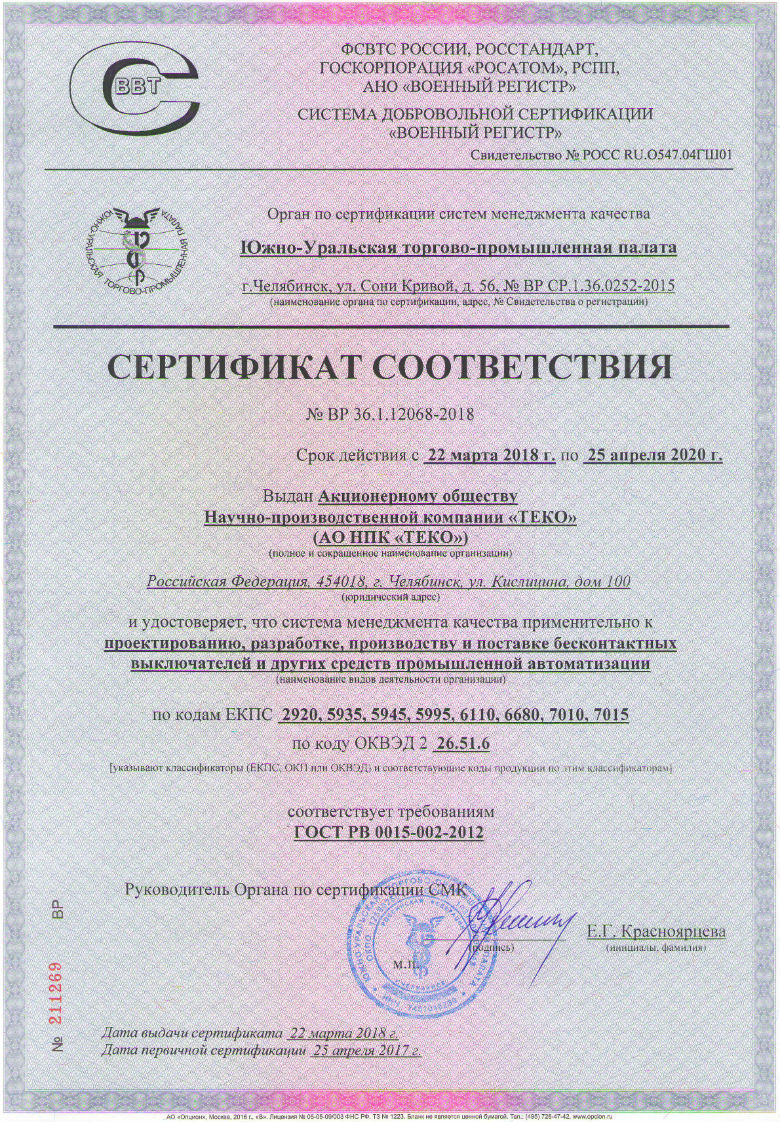 ВВТ
ФСВТС РОССИИ, РОССТАНДАРТ,
ГОСКОРПОРАЦИЯ «РОСАТОМ», РСПП,
АНО «ВОЕННЫЙ РЕГИСТР»
СИСТЕМА ДОБРОВОЛЬНОЙ СЕРТИФИКАЦИИ
«ВОЕННЫЙ РЕГИСТР»
Свидетельство № РОСС RU.О547.04ГШ01
ЮЖНО-УРАЛЬСКАЯ ТОРГОВО-ПРОМЫШЛЕННАЯ ПАЛАТА
Орган по сертификации систем менеджмента качества
Южно-Уральская торгово-промышленная палата
г.Челябинск, ул. Сони Кривой, д. 56, № ВР СР.1.36.0252-2015
(наименование органа по сертификации, адрес, № Свидетельства о регистрации)
СЕРТИФИКАТ СООТВЕТСТВИЯ
№ ВР 36.1.12068-2018
Срок действия с 22 марта 2018 г. по 25 апреля 2020 г.
Выдан Акционерному обществу
Научно-производственной компании «ТЕКО»
(АО НПК «ТЕКО»)
(полное и сокращенное наименование организации)
Российская Федерация, 454018, г. Челябинск, ул. Кислицина, дом 100
(юридический адрес)
и удостоверяет, что система менеджмента качества применительно к
проектированию, разработке, производству и поставке бесконтактных
выключателей и других средств промышленной автоматизации
(наименование видов деятельности организации)
по кодам ЕКПС 2920, 5935, 5945, 5995, 6110, 6680, 7010, 7015
по коду ОКВЭД 2 26.51.6
[указывают классификаторы (ЕКПС, ОКП или ОКВЭД) и соответствующие коды продукции по этим классификаторам]
соответствует требованиям
ГОСТ РВ 0015-002-2012
Руководитель Органа по сертификации СМК
Е.Г. Красноярцева
(подпись)
(инициалы, фамилия)
М.П.
№ 211269 ВР
Дата выдачи сертификата 22 марта 2018 г.
Дата первичной сертификации 25 апреля 2017 г.
АО «Опцион», Москва, 2016 г., «В». Лицензия № 05-05-09/003 ФНС РФ. ТЗ № 1223. Бланк не является ценной бумагой. Тел.: (495) 726-47-42, www.opcion.ru